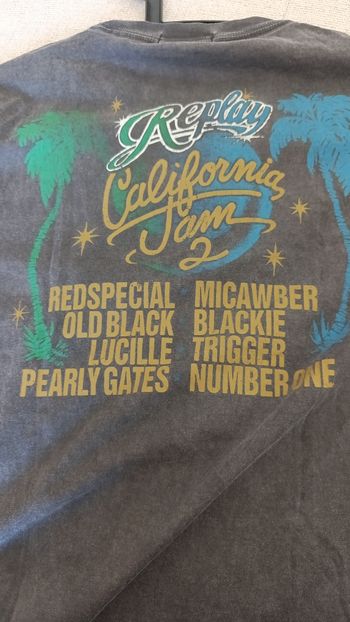 Replay
California
Jam
2
REDSPECIAL MICAWBER
OLD BLACK BLACKIE
LUCILLE TRIGGER
PEARLY GATES NUMBER ONE